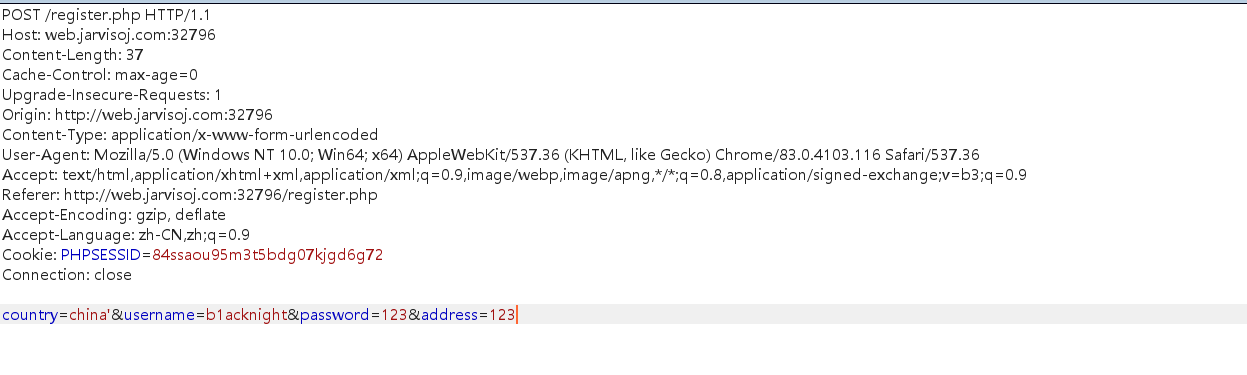 POST /register.php HTTP/1.1
Host: web.jarvisoj.com:32796
Content-Length: 37
Cache-Control: max-age=0
Upgrade-Insecure-Requests: 1
Origin: http://web.jarvisoj.com:32796
Content-Type: application/x-www-form-urlencoded
User-Agent: Mozilla/5.0 (Windows NT 10.0; Win64; x64) AppleWebKit/537.36 (KHTML, like Gecko) Chrome/83.0.4103.116 Safari/537.36
Accept: text/html,application/xhtml+xml,application/xml;q=0.9,image/webp,image/apng,*/*;q=0.8,application/signed-exchange;v=b3;q=0.9
Referer: http://web.jarvisoj.com:32796/register.php
Accept-Encoding: gzip, deflate
Accept-Language: zh-CN,zh;q=0.9
Cookie: PHPSESSID=84ssaou95m3t5bdg07kjgd6g72
Connection: close
country=china'&username=b1acknight&password=123&address=123